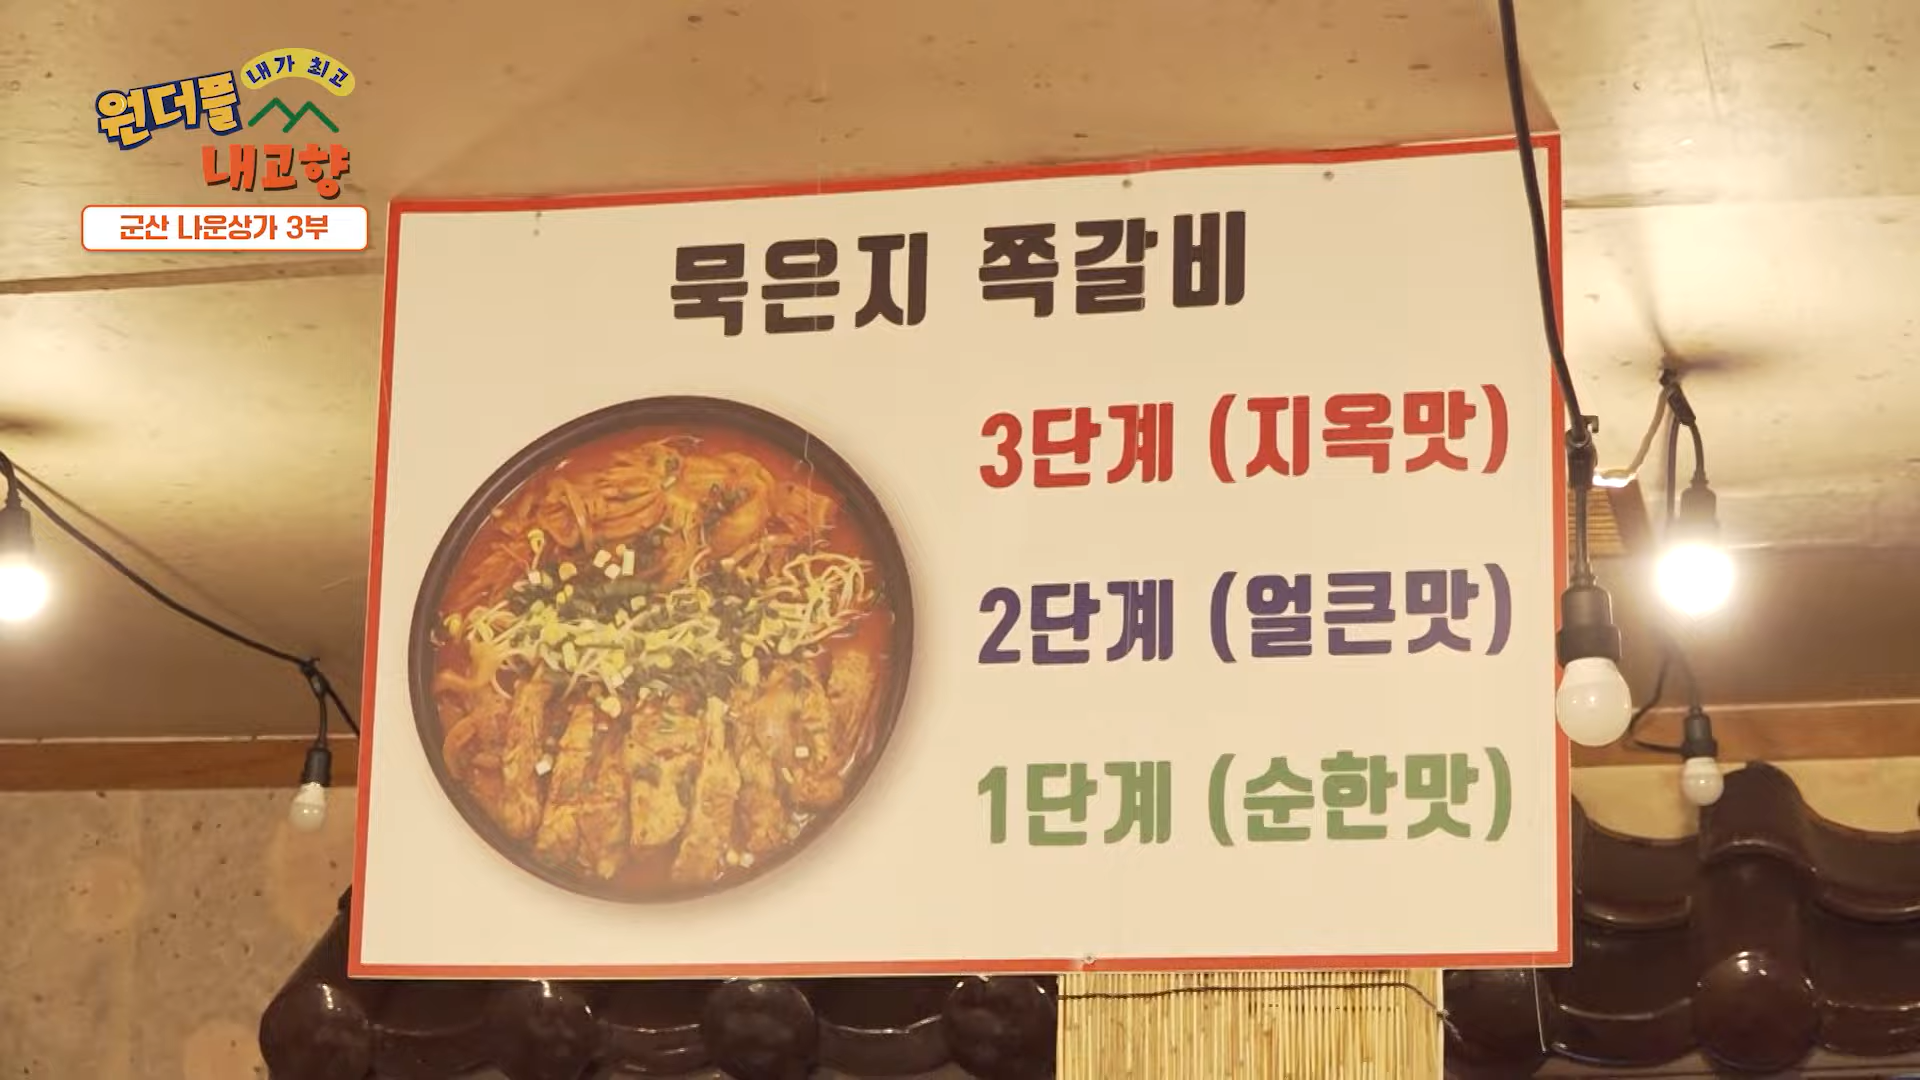 내가 최고
원더풀
내고향
군산 나운상가 3부
묵은지 쪽갈비
3단계 (지옥맛)
2단계 (얼큰맛)
1단계 (순한맛)